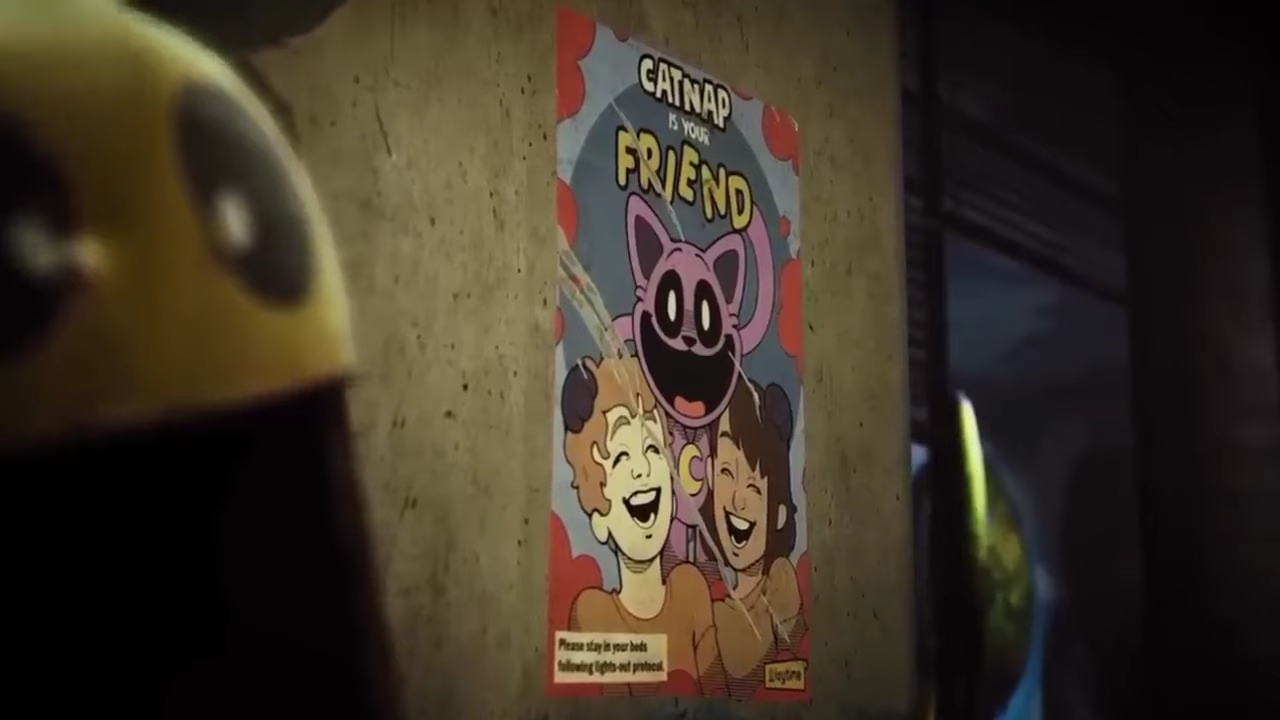 CATNAP
IS YOUR
FRIEND
Please stay in your beds
following lights-out protocol.
Playtime